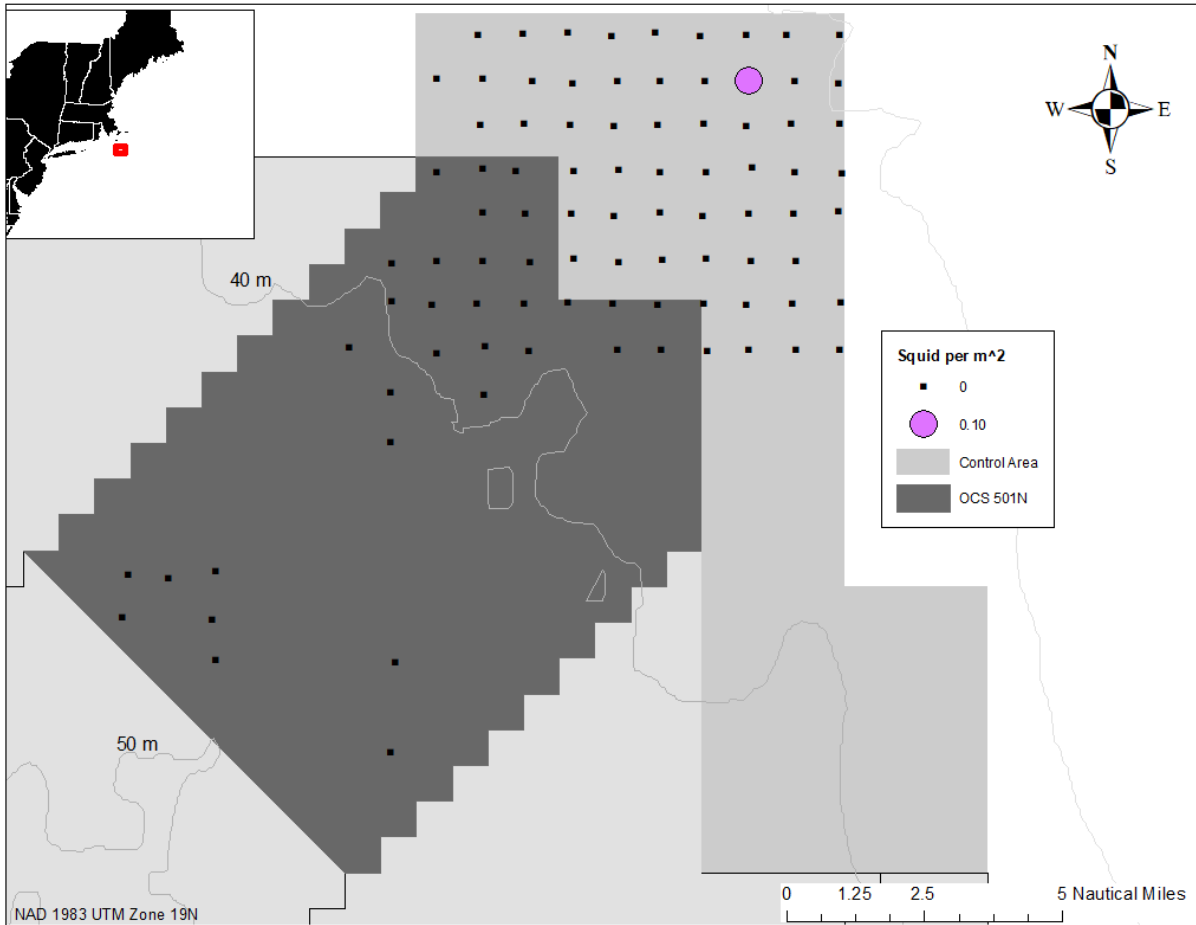 N
W E
S
40 m
Squid per m^2
0
0.10
Control Area
OCS 501N
50 m
0 1.25 2.5 5 Nautical Miles
NAD 1983 UTM Zone 19N